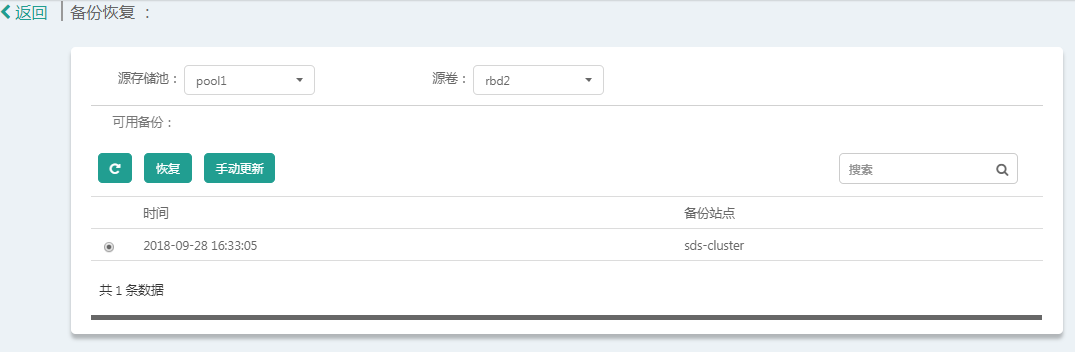 返回 备份恢复 ：
源存储池： pool1 源卷： rbd2
可用备份：
恢复 手动更新 搜索
时间 备份站点
2018-09-28 16:33:05 sds-cluster
共 1 条数据